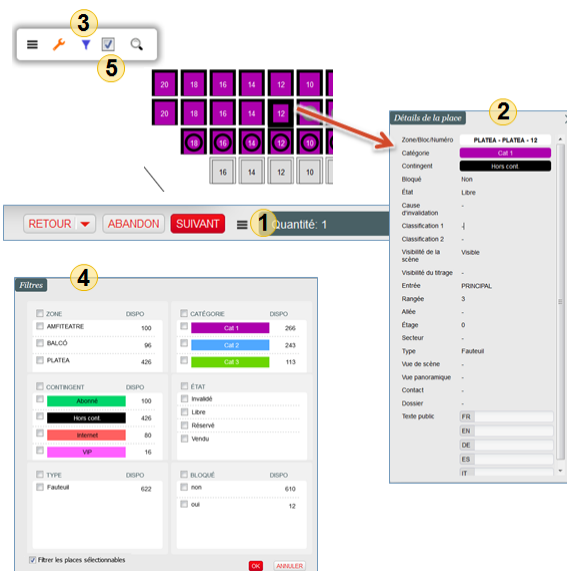 3
5
20 18 16 14 12 10
20 18 16 14 12
18 16 14 12 10
16 14 12 10
RETOUR ABANDON SUIVANT 1 Quantité: 1
Détails de la place 2
Zone/Bloc/Numéro PLATEA - PLATEA - 12
Catégorie Cat 1
Contingent Hors cont.
Bloqué Non
État Libre
Cause d'invalidation -
Classification 1 -
Classification 2 -
Visibilité de la scène Visible
Visibilité du titrage -
Entrée PRINCIPAL
Rangée 3
Allée -
Étage 0
Secteur -
Type Fauteuil
Vue de scène -
Vue panoramique -
Contact -
Dossier -
Texte public FR
EN
DE
ES
IT
Filtres 4
ZONE DISPO
AMFITEATRE 100
BALCÓ 96
PLATEA 426
CATÉGORIE DISPO
Cat 1 266
Cat 2 243
Cat 3 113
CONTINGENT DISPO
Abonné 100
Hors cont. 426
Internet 80
VIP 16
ÉTAT
Invalidé
Libre
Réservé
Vendu
TYPE DISPO
Fauteuil 622
BLOQUÉ DISPO
non 610
oui 12
Filtrer les places sélectionnables
OK ANNULER